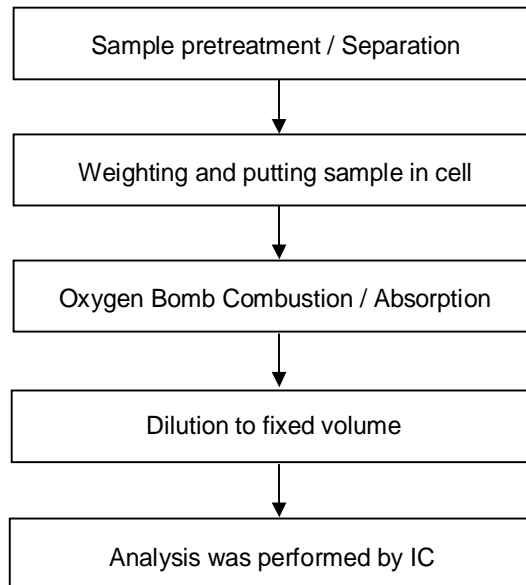 Sample pretreatment / Separation
Weighting and putting sample in cell
Oxygen Bomb Combustion / Absorption
Dilution to fixed volume
Analysis was performed by IC